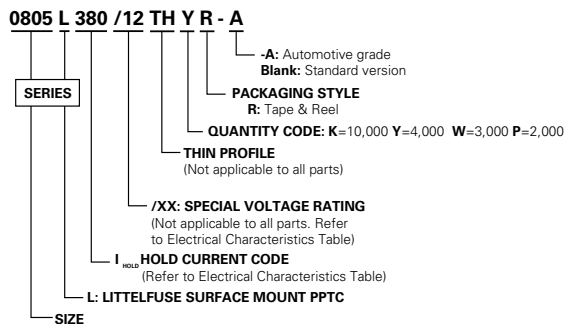 0805 L 380 /12 TH Y R - A
-A: Automotive grade
Blank: Standard version
SERIES
PACKAGING STYLE
R: Tape & Reel
QUANTITY CODE: K=10,000 Y=4,000 W=3,000 P=2,000
THIN PROFILE
(Not applicable to all parts)
/XX: SPECIAL VOLTAGE RATING
(Not applicable to all parts. Refer
to Electrical Characteristics Table)
I HOLD HOLD CURRENT CODE
(Refer to Electrical Characteristics Table)
L: LITTELFUSE SURFACE MOUNT PPTC
SIZE